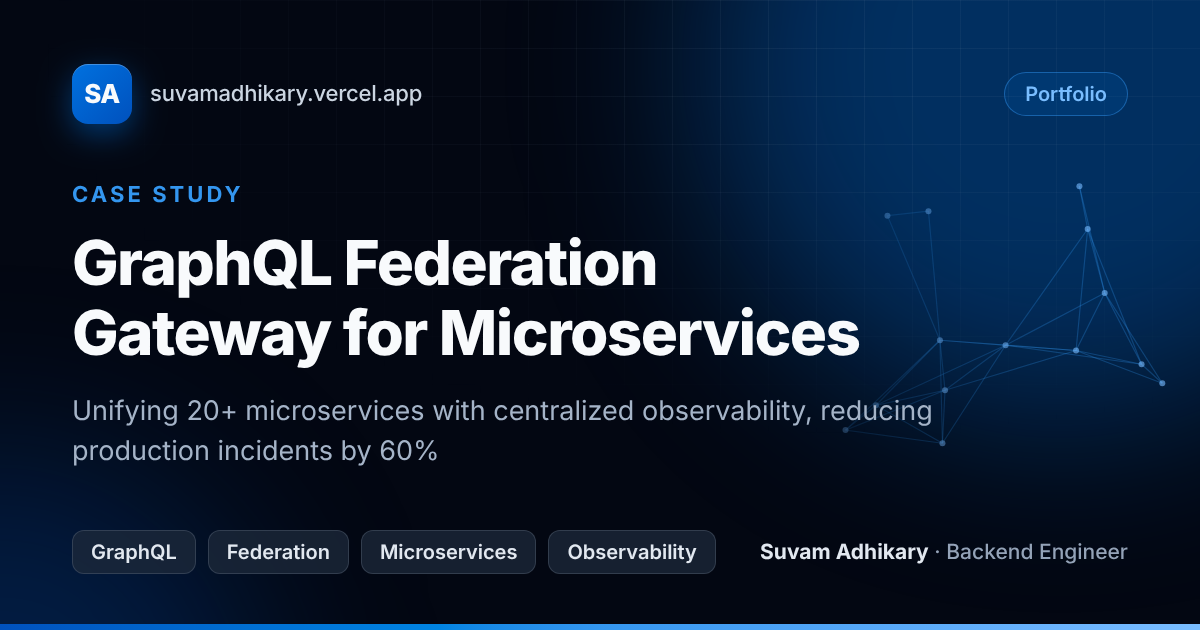 SA
suvamadhikary.vercel.app
Portfolio
CASE STUDY
GraphQL Federation
Gateway for Microservices
Unifying 20+ microservices with centralized observability, reducing
production incidents by 60%
GraphQL
Federation
Microservices
Observability
Suvam Adhikary · Backend Engineer